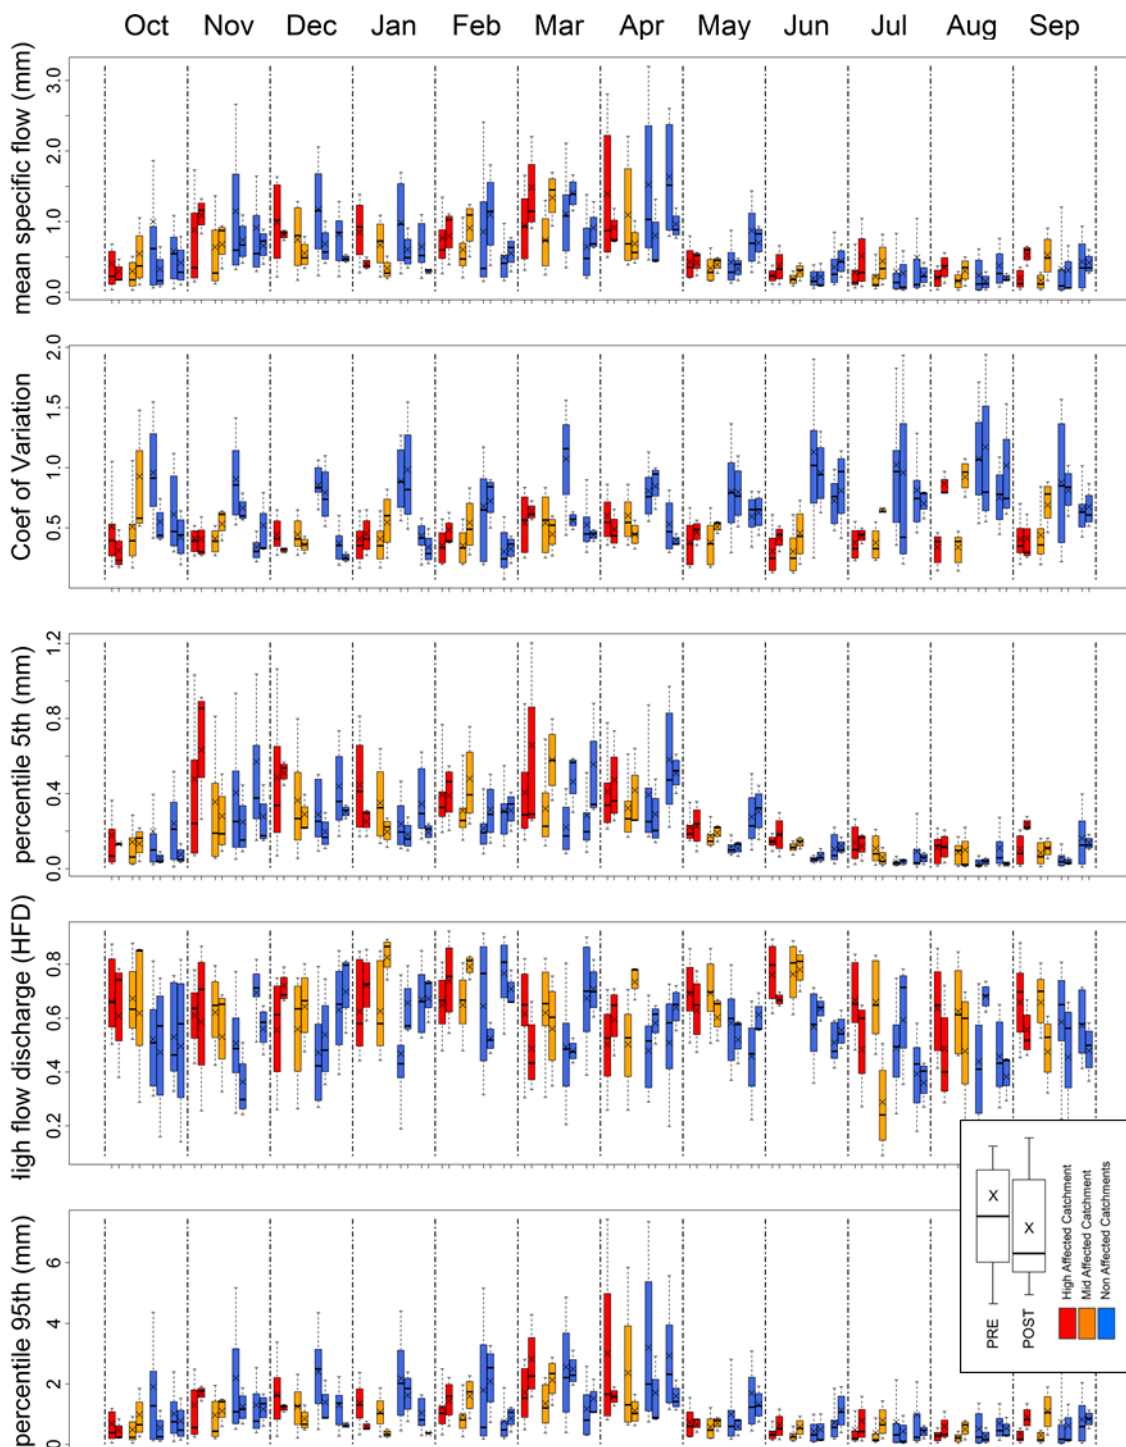 Oct Nov Dec Jan Feb Mar Apr May Jun Jul Aug Sep
mean specific flow (mm)
0.0 1.0 2.0 3.0
Coef of Variation
0.5 1.0 1.5 2.0
percentile 5th (mm)
0.0 0.4 0.8 1.2
High flow discharge (HFD)
0.2 0.4 0.6 0.8
percentile 95th (mm)
0 2 4 6
PRE
POST
High Affected Catchment
Mid Affected Catchment
Non Affected Catchments